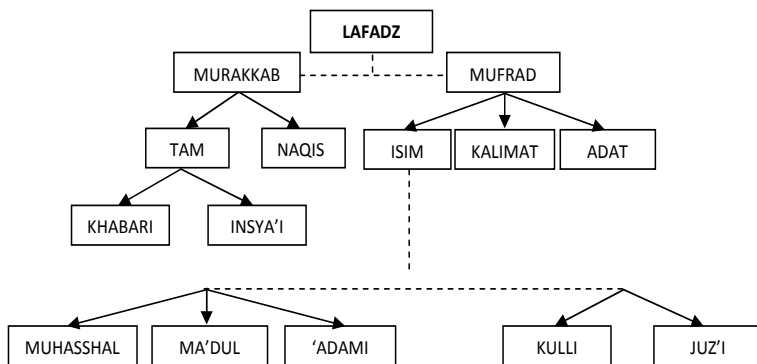 LAFADZ
MURAKKAB MUFRAD
TAM NAQIS ISIM KALIMAT ADAT
KHABARI INSYA’I
MUHASSHAL MA’DUL ‘ADAMI KULLI JUZ’I